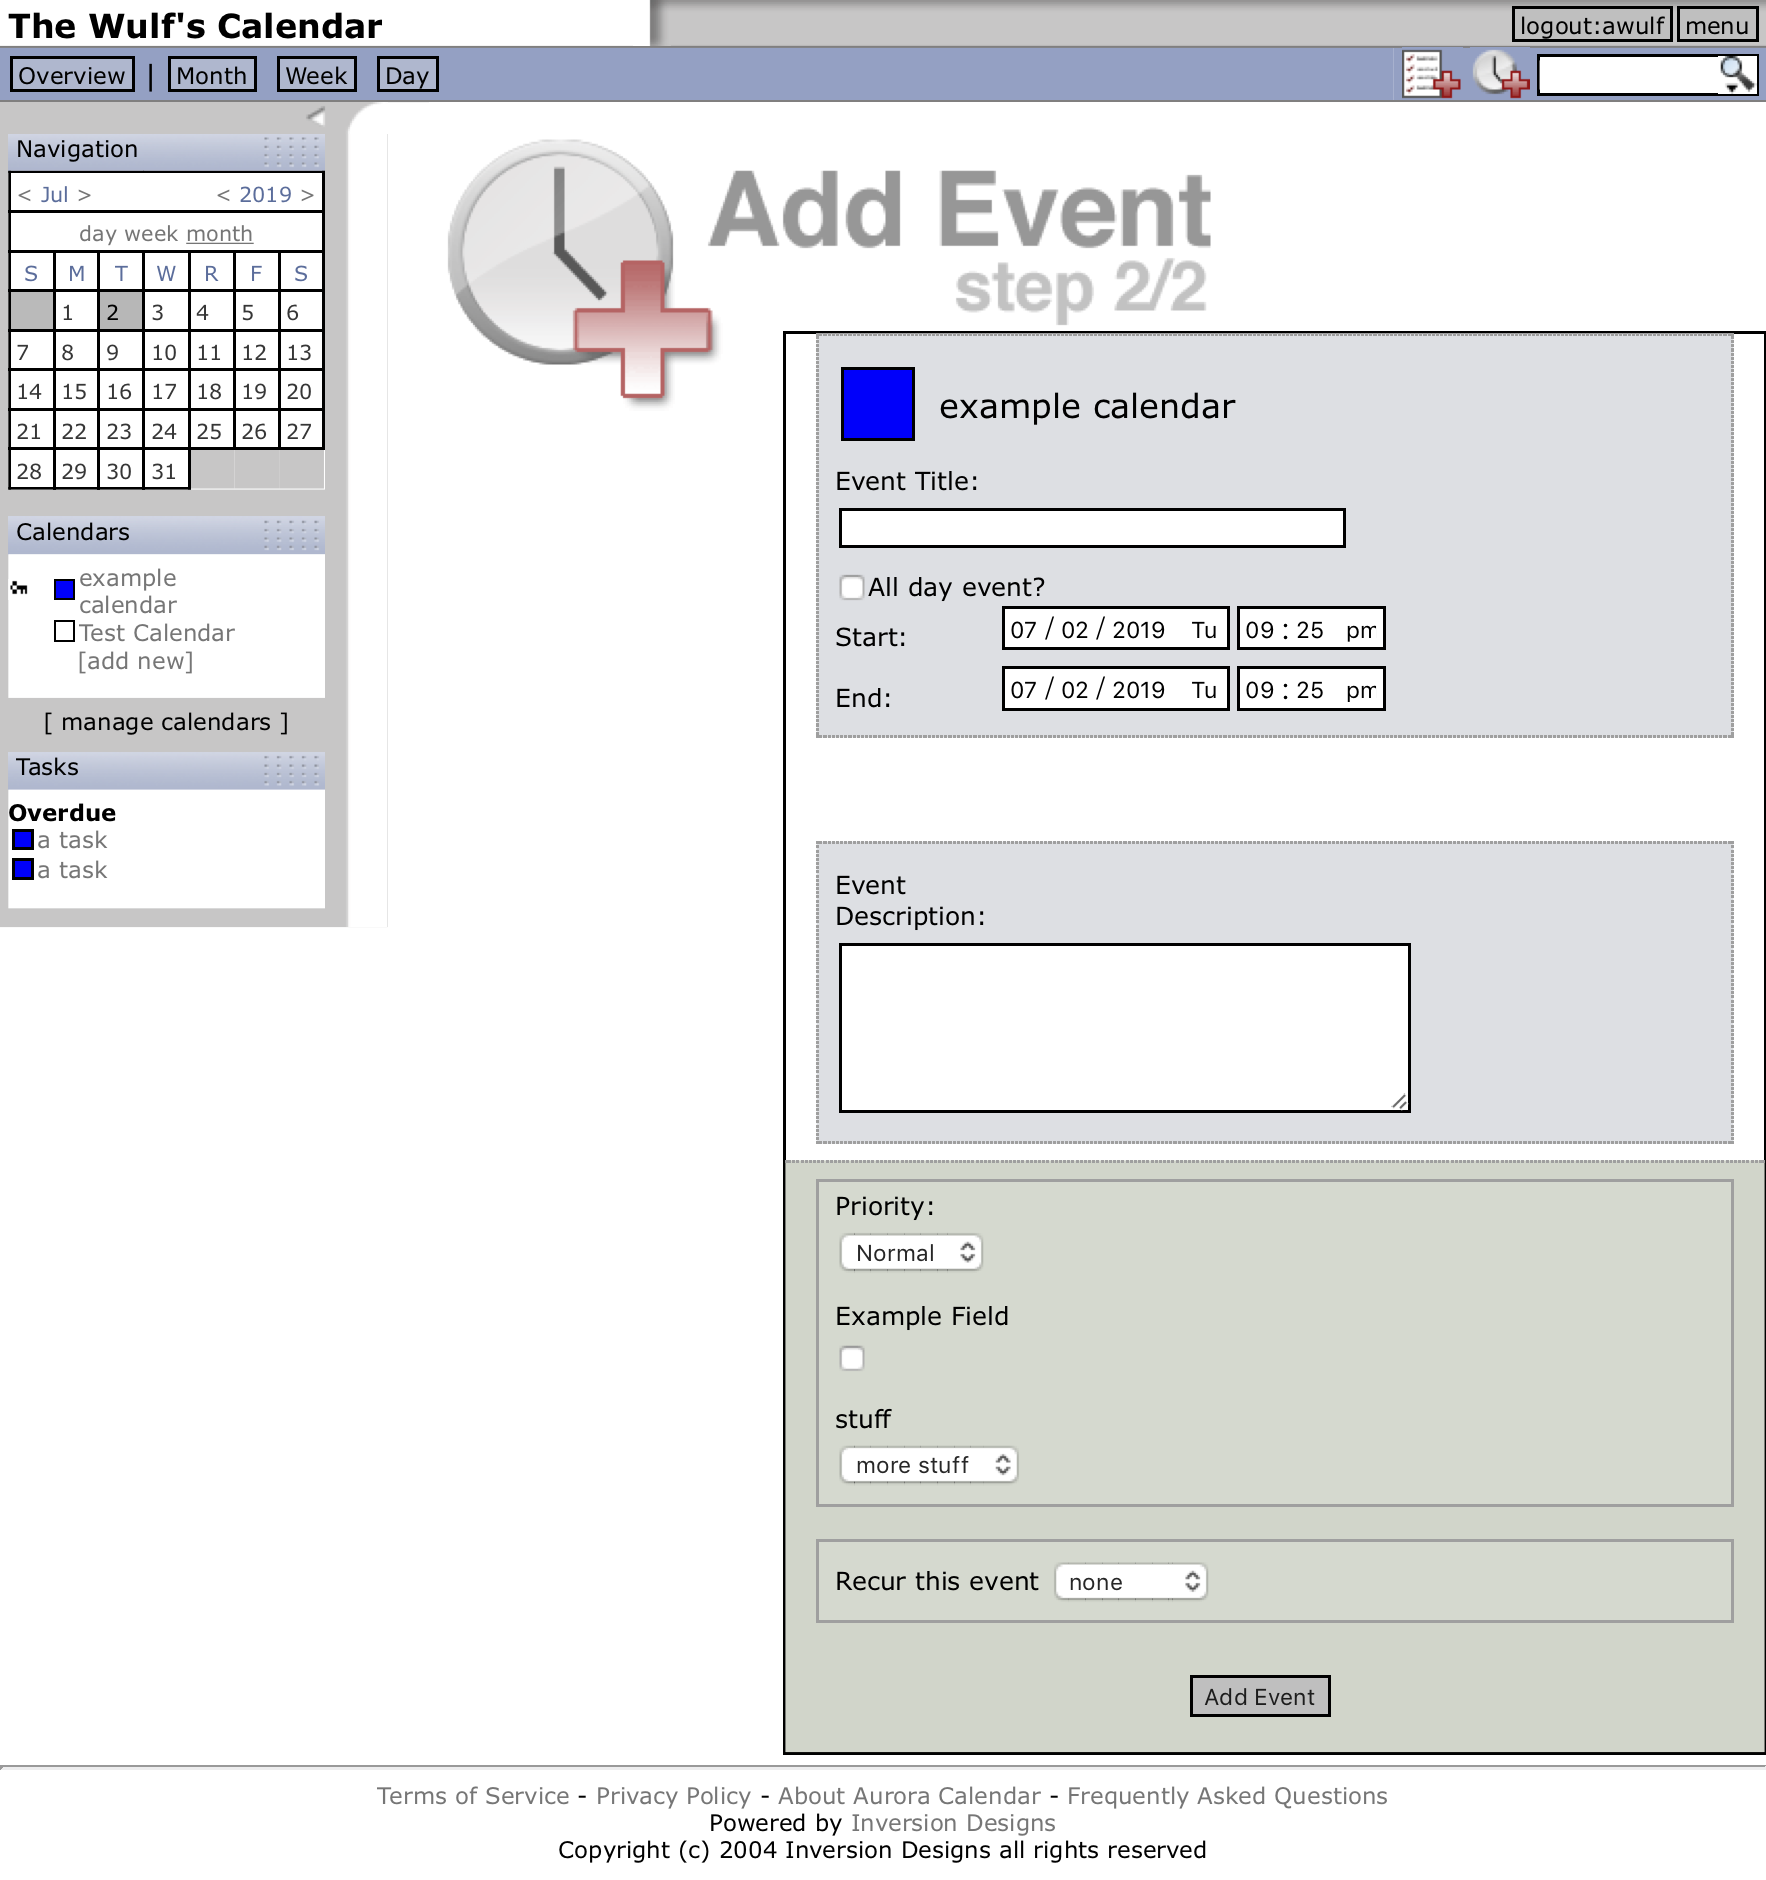 The Wulf's Calendar
logout:awulf menu
Overview | Month Week Day
Navigation
< Jul > < 2019 >
day week month
S M T W R F S
1 2 3 4 5 6
7 8 9 10 11 12 13
14 15 16 17 18 19 20
21 22 23 24 25 26 27
28 29 30 31
Calendars
example
calendar
Test Calendar
[add new]
[ manage calendars ]
Tasks
Overdue
a task
a task
Add Event
step 2/2
example calendar
Event Title:
All day event?
Start: 07 / 02 / 2019 Tu 09 : 25 pm
End: 07 / 02 / 2019 Tu 09 : 25 pm
Event
Description:
Priority:
Normal
Example Field
stuff
more stuff
Recur this event none
Add Event
Terms of Service - Privacy Policy - About Aurora Calendar - Frequently Asked Questions
Powered by Inversion Designs
Copyright (c) 2004 Inversion Designs all rights reserved